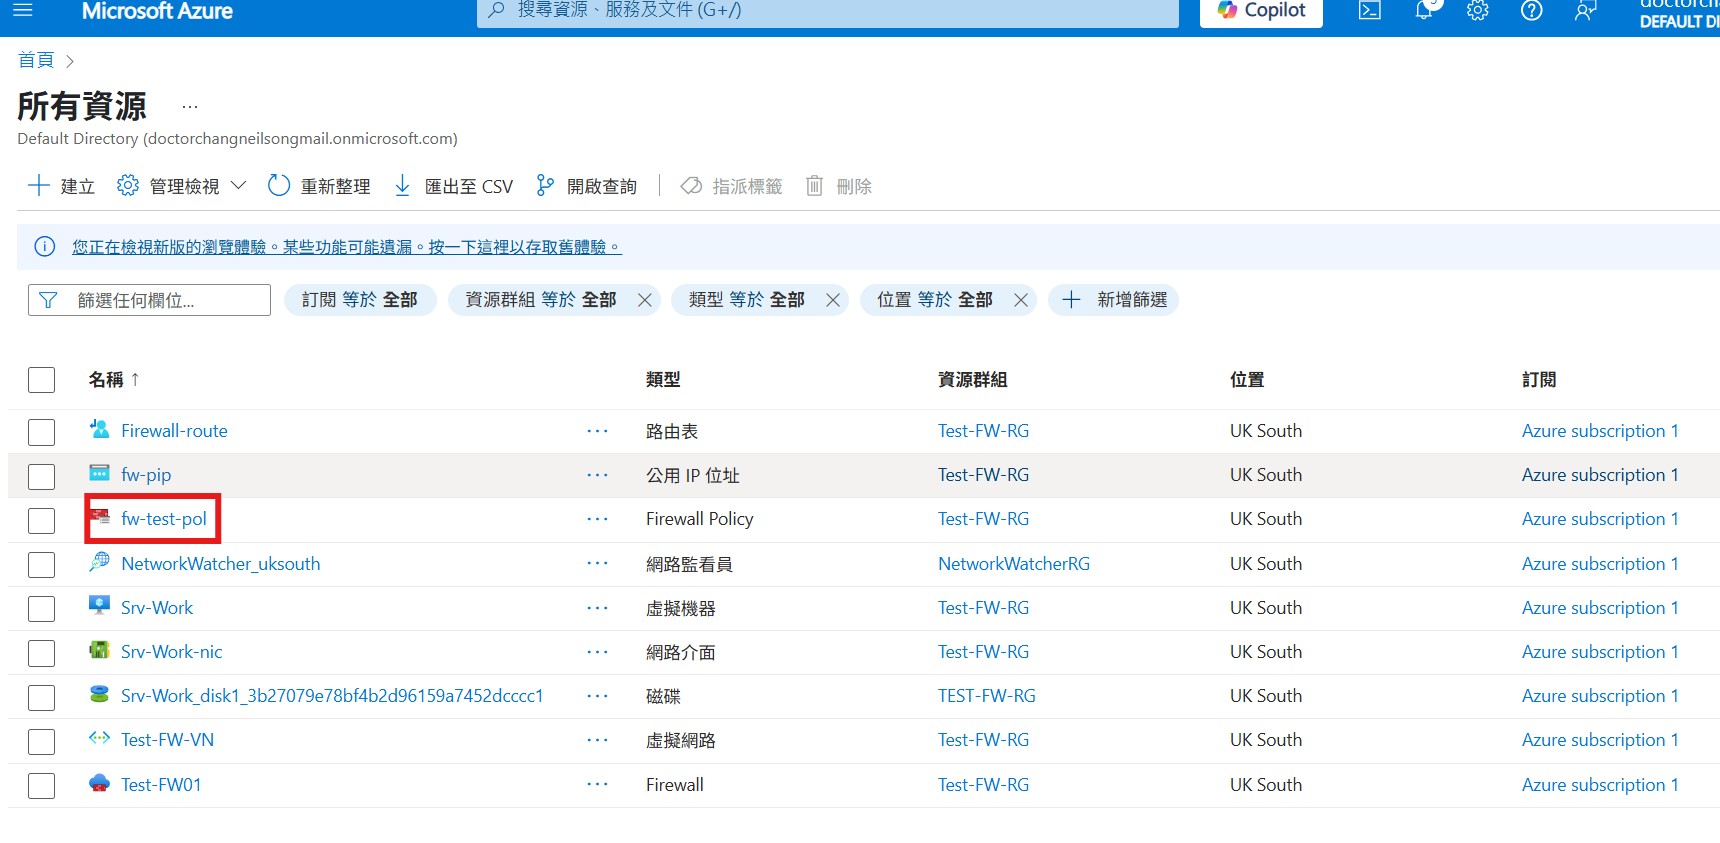 Microsoft Azure
搜尋資源、服務及文件 (G+/)
Copilot
DEFAULT DI
首頁
所有資源 ...
Default Directory (doctorchangneilsongmail.onmicrosoft.com)
建立 管理檢視 重新整理 匯出至 CSV 開啟查詢 指派標籤 刪除
您正在檢視新版的瀏覽體驗。某些功能可能遺漏。按一下這裡以存取舊體驗。
篩選任何欄位... 訂閱 等於 全部 資源群組 等於 全部 類型 等於 全部 位置 等於 全部 新增篩選
名稱 ↑ 類型 資源群組 位置 訂閱
Firewall-route ... 路由表 Test-FW-RG UK South Azure subscription 1
fw-pip ... 公用 IP 位址 Test-FW-RG UK South Azure subscription 1
fw-test-pol ... Firewall Policy Test-FW-RG UK South Azure subscription 1
NetworkWatcher_uksouth ... 網路監看員 NetworkWatcherRG UK South Azure subscription 1
Srv-Work ... 虛擬機器 Test-FW-RG UK South Azure subscription 1
Srv-Work-nic ... 網路介面 Test-FW-RG UK South Azure subscription 1
Srv-Work_disk1_3b27079e78bf4b2d96159a7452dcccc1 ... 磁碟 TEST-FW-RG UK South Azure subscription 1
Test-FW-VN ... 虛擬網路 Test-FW-RG UK South Azure subscription 1
Test-FW01 ... Firewall Test-FW-RG UK South Azure subscription 1